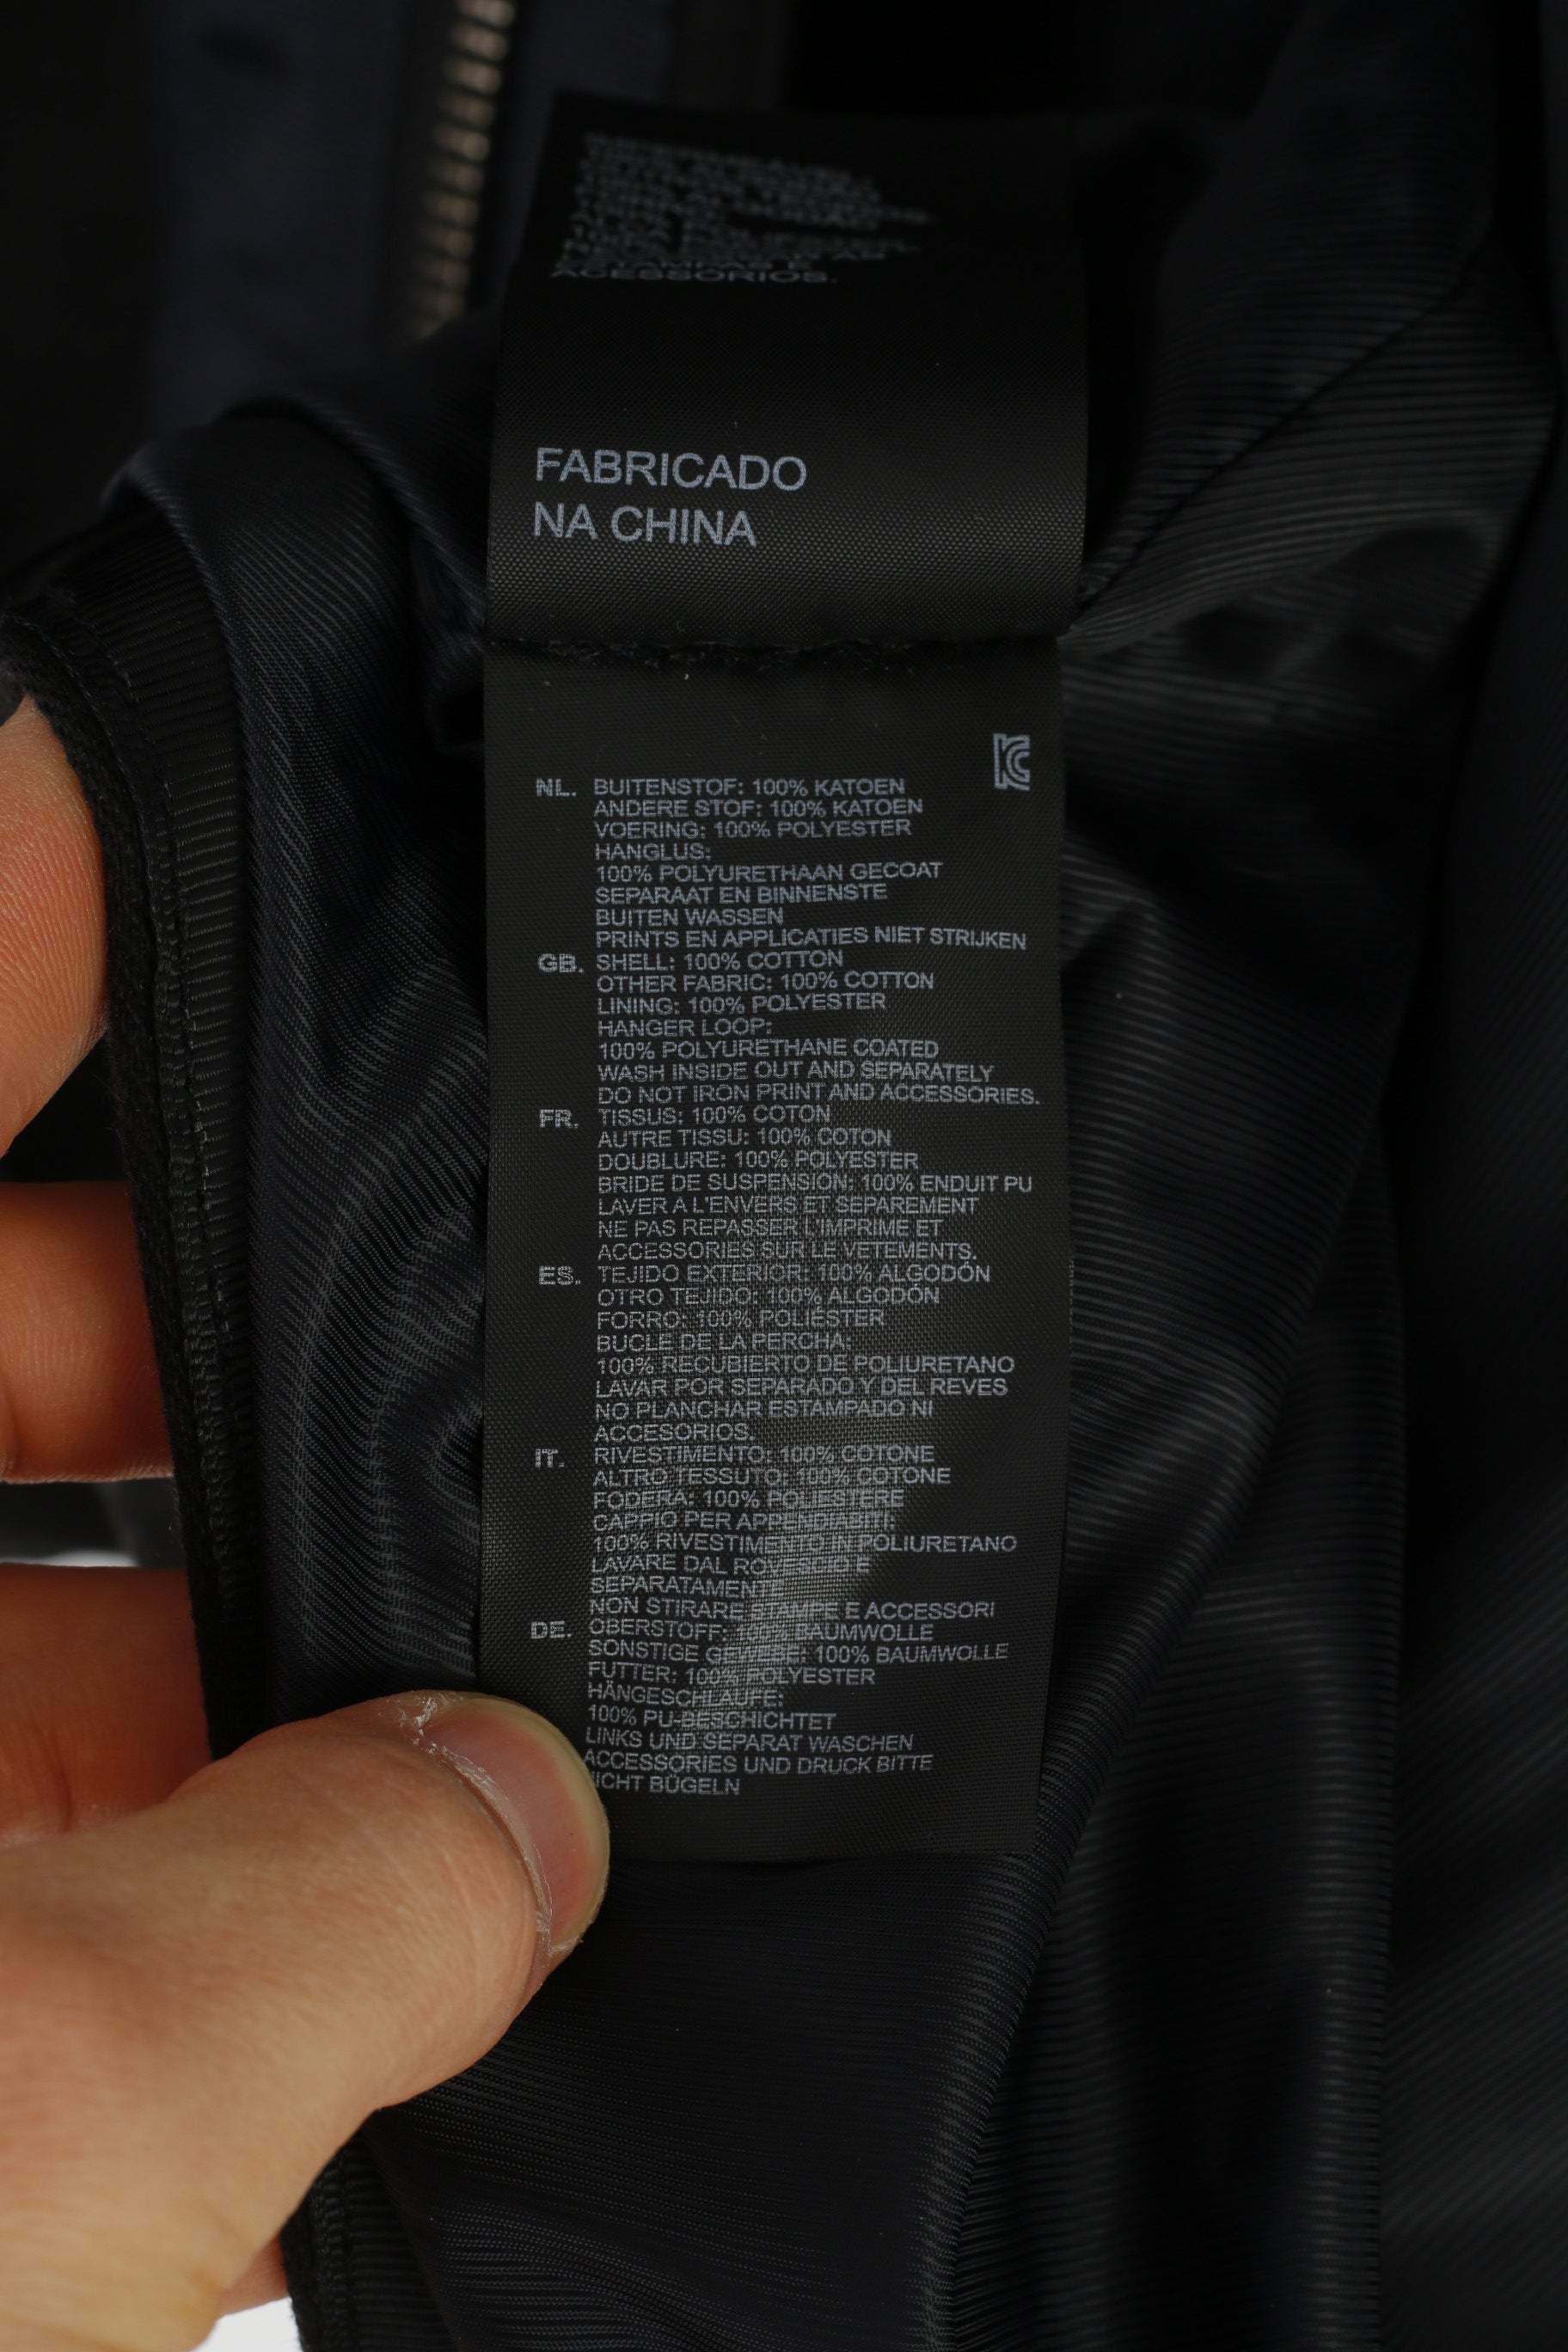 ACESSÓRIOS.
FABRICADO
NA CHINA
NL. BUITENSTOF: 100% KATOEN
ANDERE STOF: 100% KATOEN
VOERING: 100% POLYESTER
HANGLUS:
100% POLYURETHAAN GECOAT
SEPARAAT EN BINNENSTE
BUITEN WASSEN
PRINTS EN APPLICATIES NIET STRIJKEN
GB. SHELL: 100% COTTON
OTHER FABRIC: 100% COTTON
LINING: 100% POLYESTER
HANGER LOOP:
100% POLYURETHANE COATED
WASH INSIDE OUT AND SEPARATELY
DO NOT IRON PRINT AND ACCESSORIES.
FR. TISSUS: 100% COTON
AUTRE TISSU: 100% COTON
DOUBLURE: 100% POLYESTER
BRIDE DE SUSPENSION: 100% ENDUIT PU
LAVER A L'ENVERS ET SEPAREMENT
NE PAS REPASSER L'IMPRIME ET
ACCESSORIES SUR LE VETEMENTS.
ES. TEJIDO EXTERIOR: 100% ALGODÓN
OTRO TEJIDO: 100% ALGODÓN
FORRO: 100% POLIÉSTER
BUCLE DE LA PERCHA:
100% RECUBIERTO DE POLIURETANO
LAVAR POR SEPARADO Y DEL REVES
NO PLANCHAR ESTAMPADO NI
ACCESORIOS.
IT. RIVESTIMENTO: 100% COTONE
ALTRO TESSUTO: 100% COTONE
FODERA: 100% POLIESTERE
CAPPIO PER APPENDIABITI:
100% RIVESTIMENTO IN POLIURETANO
LAVARE DAL ROVESCIO E
SEPARATAMENTE
NON STIRARE STAMPE E ACCESSORI
DE. OBERSTOFF: 100% BAUMWOLLE
SONSTIGE GEWEBE: 100% BAUMWOLLE
FUTTER: 100% POLYESTER
HÄNGESCHLAUFE:
100% PU-BESCHICHTET
LINKS UND SEPARAT WASCHEN
ACCESSORIES UND DRUCK BITTE
NICHT BÜGELN